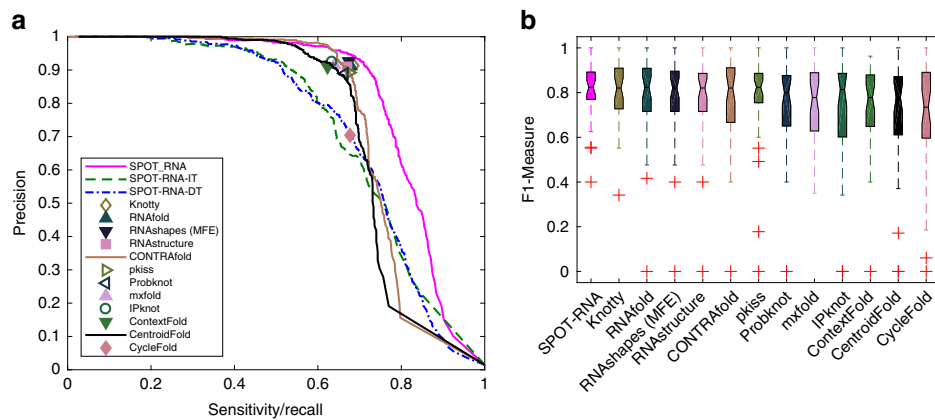 a
Precision
1
0.9
0.8
0.7
0.6
0.5
0.4
0.3
0.2
0.1
0
SPOT_RNA
SPOT-RNA-IT
SPOT-RNA-DT
Knotty
RNAfold
RNAshapes (MFE)
RNAstructure
CONTRAfold
pkiss
Probknot
mxfold
IPknot
ContextFold
CentroidFold
CycleFold
0 0.2 0.4 0.6 0.8 1
Sensitivity/recall
b
F1-Measure
1
0.8
0.6
0.4
0.2
0
SPOT-RNA
Knotty
RNAfold
RNAshapes (MFE)
RNAstructure
CONTRAfold
pkiss
Probknot
mxfold
IPknot
ContextFold
CentroidFold
CycleFold